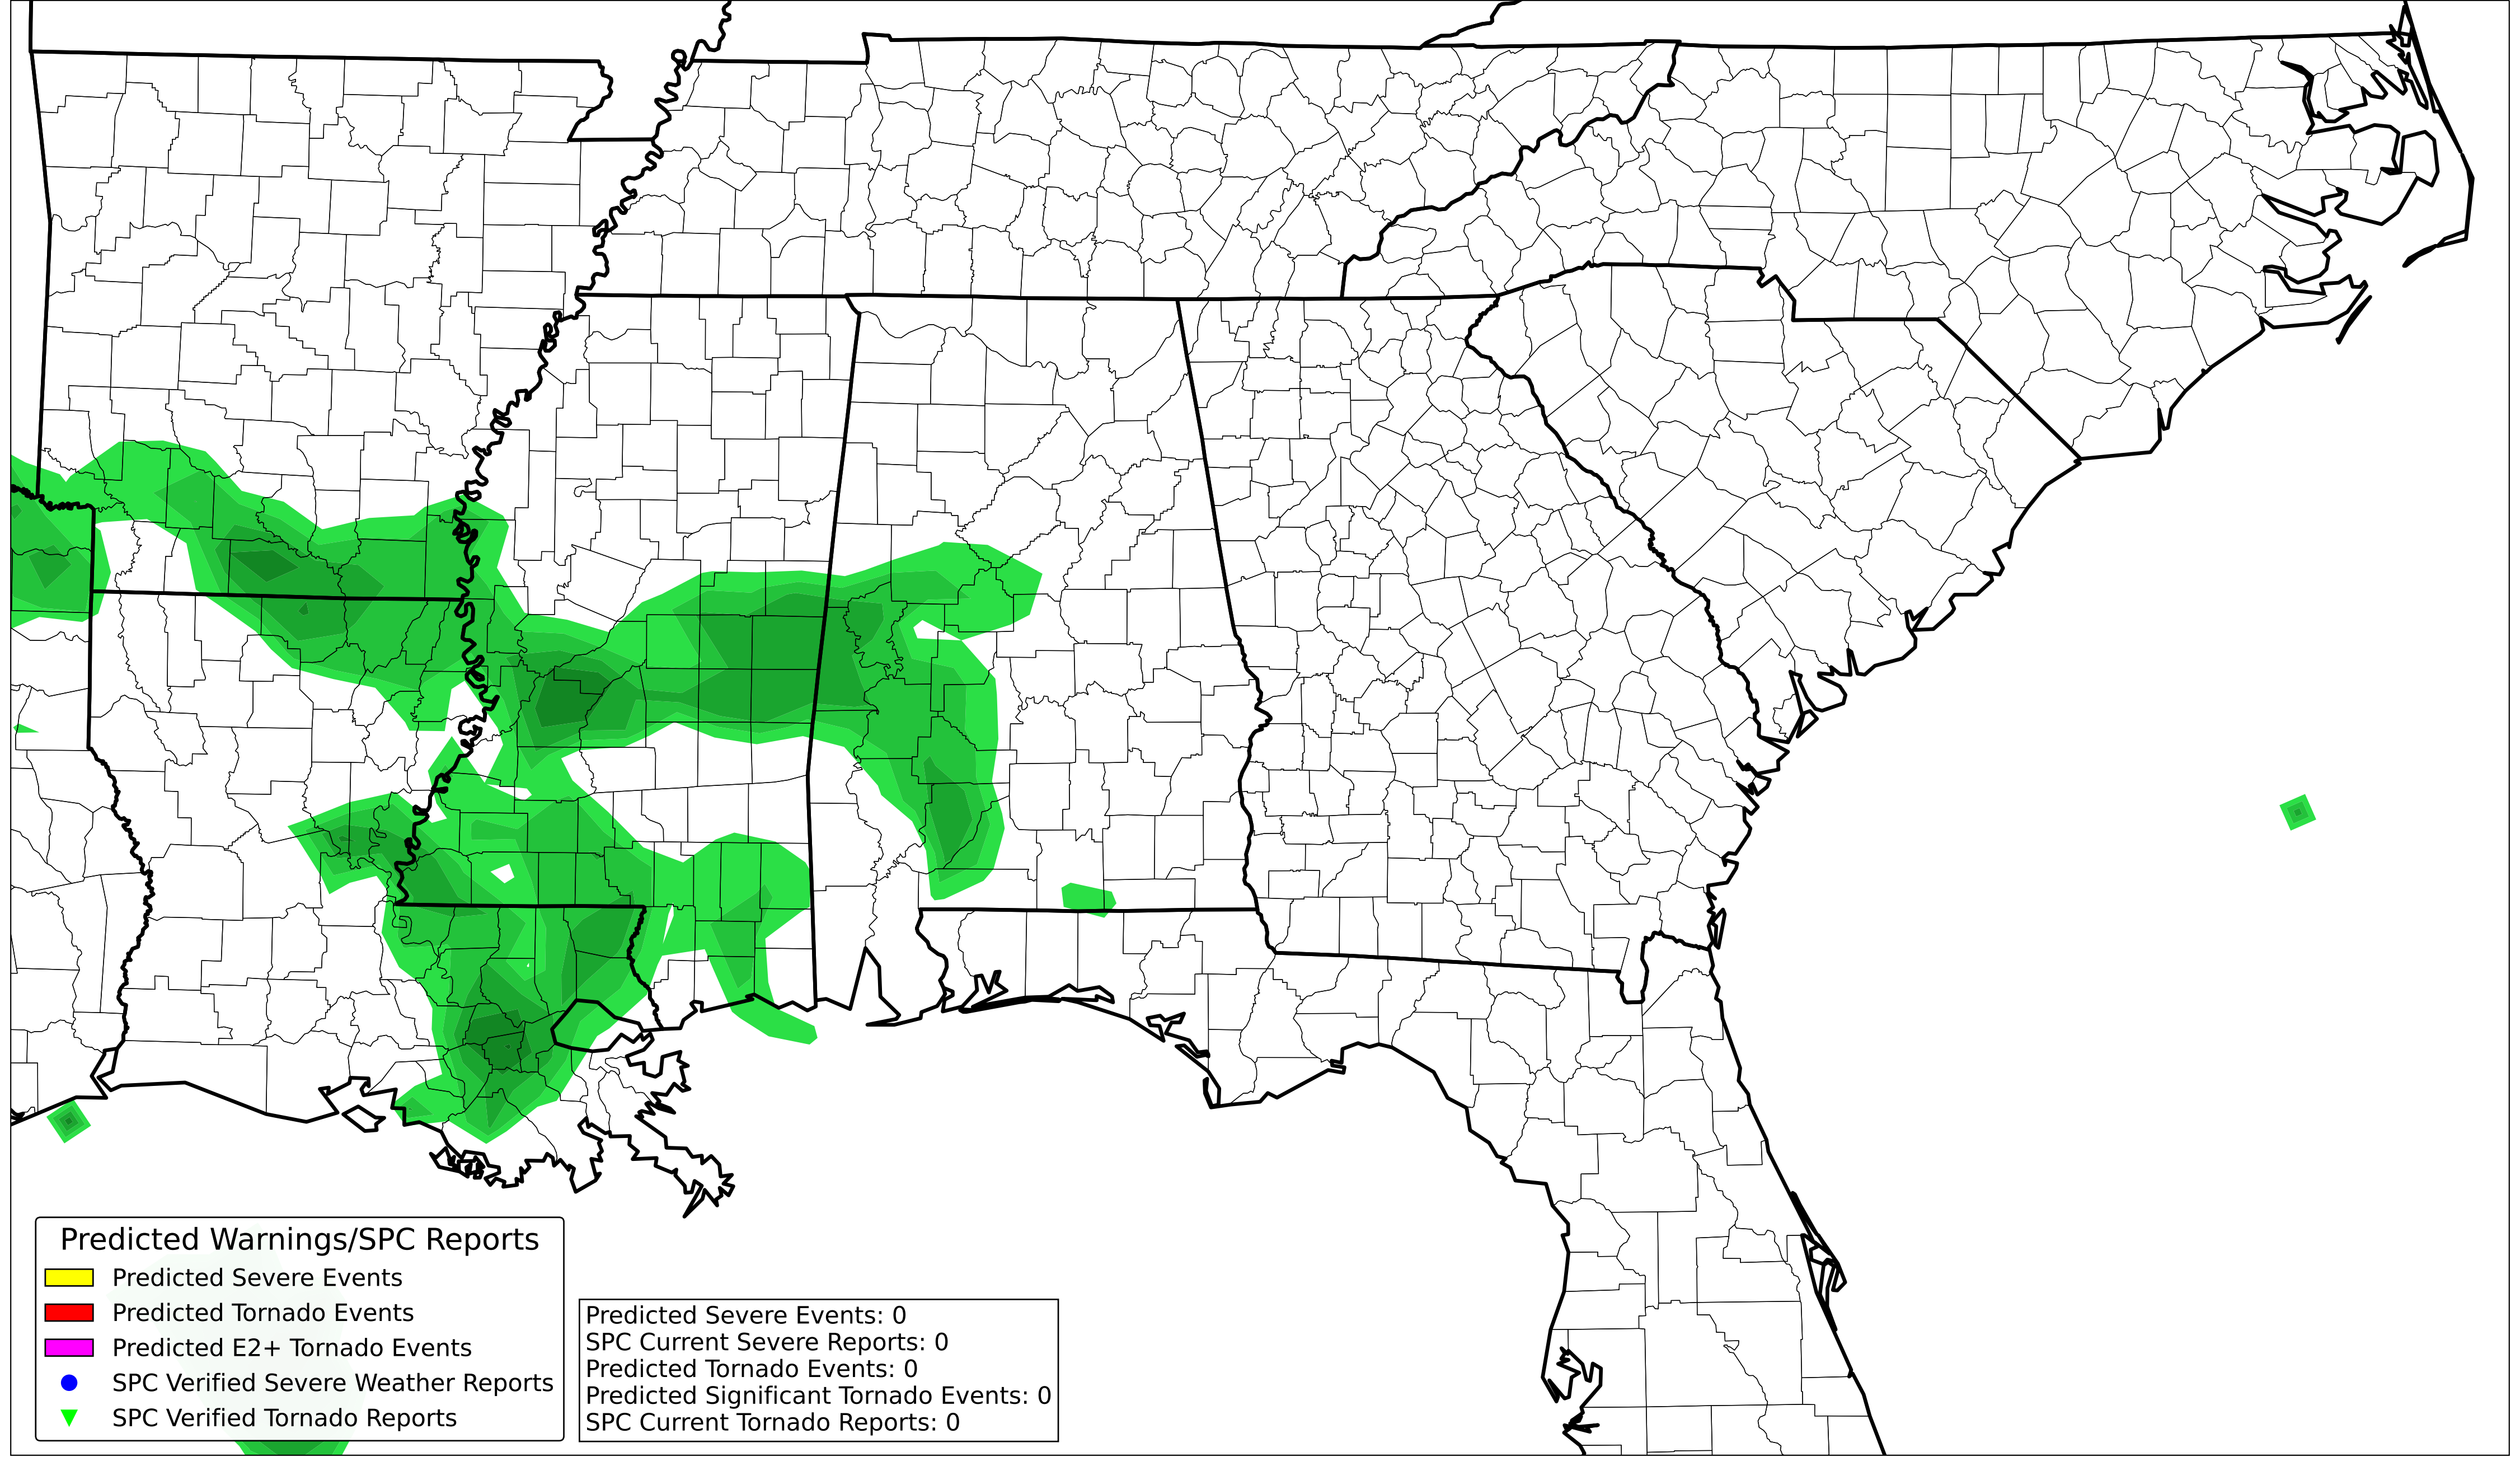 Predicted Warnings/SPC Reports
Predicted Severe Events
Predicted Tornado Events
Predicted E2+ Tornado Events
SPC Verified Severe Weather Reports
SPC Verified Tornado Reports
Predicted Severe Events: 0
SPC Current Severe Reports: 0
Predicted Tornado Events: 0
Predicted Significant Tornado Events: 0
SPC Current Tornado Reports: 0